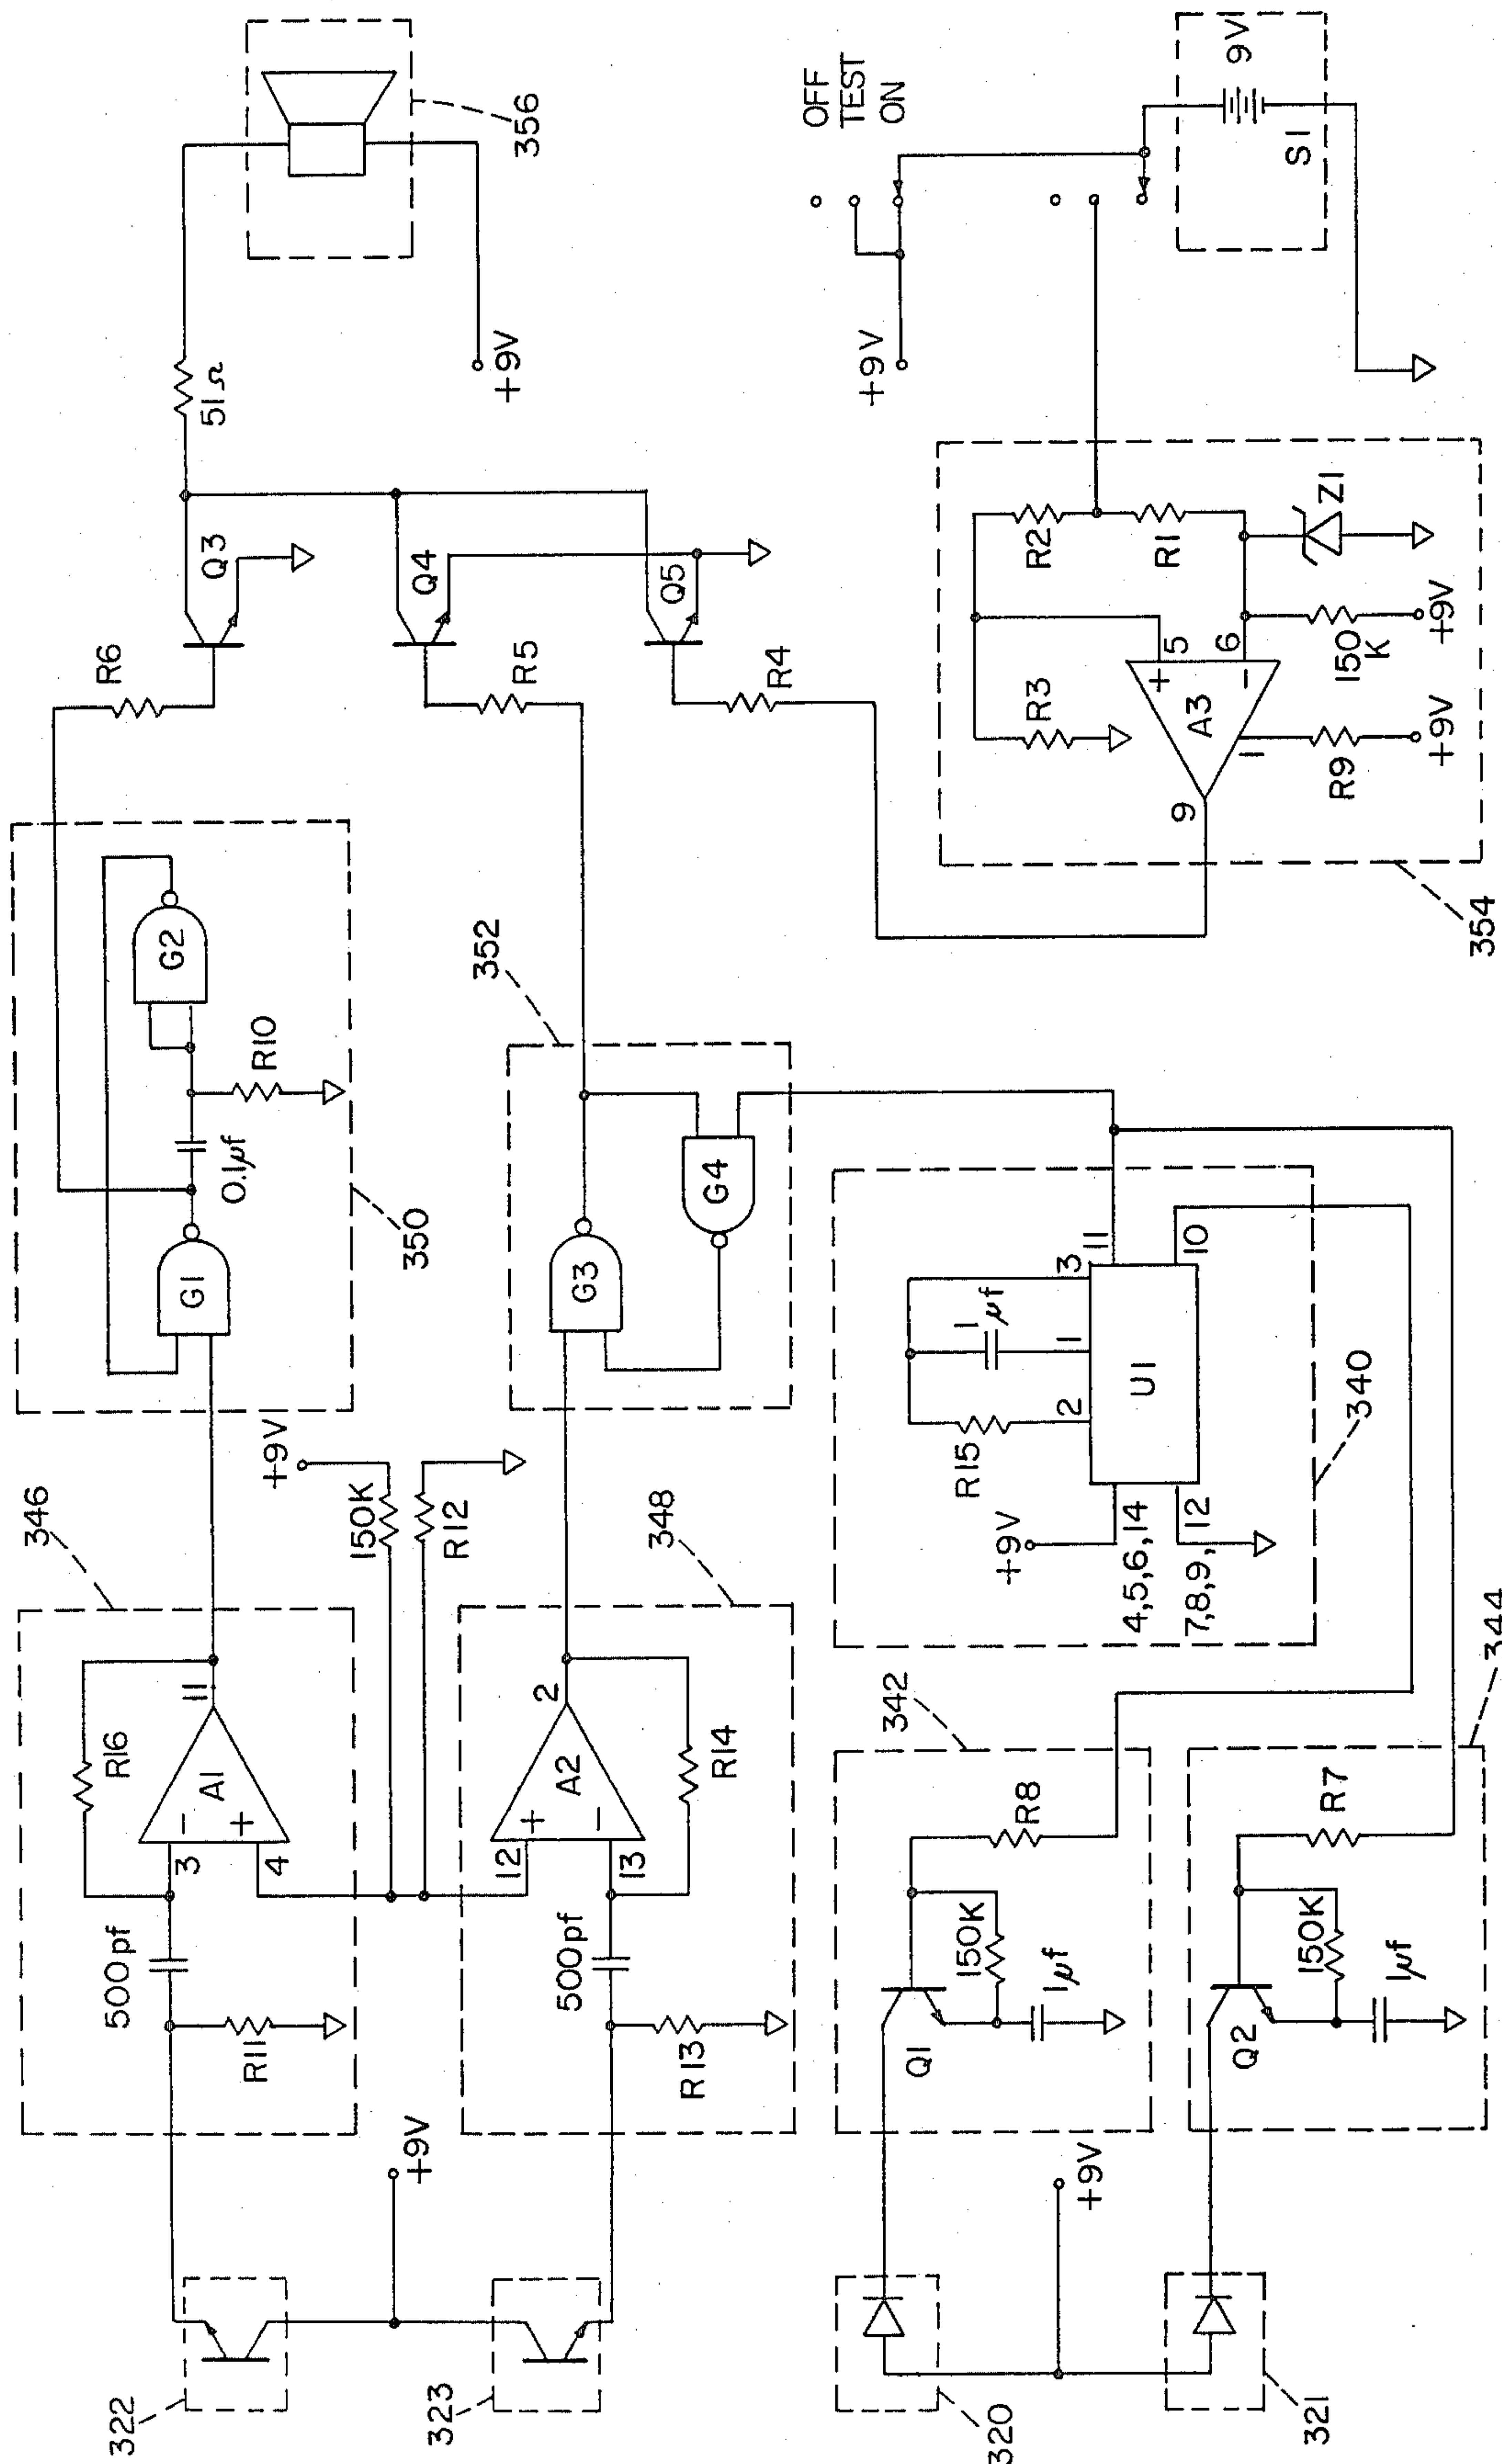 356
51Ω
+9V
OFF
TEST
ON
+9V
9V
S1
R6
Q3
Q4
Q5
R5
R4
R2
R1
Z1
R3
5
6
+
−
A3
150
K
+9V
1
R9
+9V
9
354
G2
R10
0.1μf
G1
350
352
G3
G4
346
+9V
150K
R12
348
R16
11
A1
−
+
3
4
500pf
R11
2
A2
+
−
12
13
R14
500pf
R13
+9V
322
323
340
11
10
3
1
μf
1
2
U1
R15
+9V
4,5,6,14
7,8,9,12
342
R8
150K
1μf
Q1
344
R7
150K
1μf
Q2
+9V
320
321